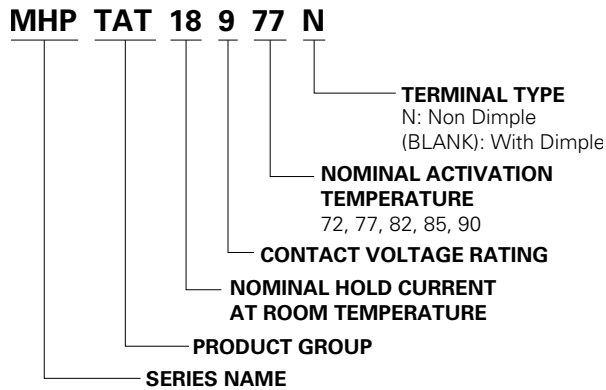 MHP TAT 18 9 77 N
TERMINAL TYPE
N: Non Dimple
(BLANK): With Dimple
NOMINAL ACTIVATION
TEMPERATURE
72, 77, 82, 85, 90
CONTACT VOLTAGE RATING
NOMINAL HOLD CURRENT
AT ROOM TEMPERATURE
PRODUCT GROUP
SERIES NAME